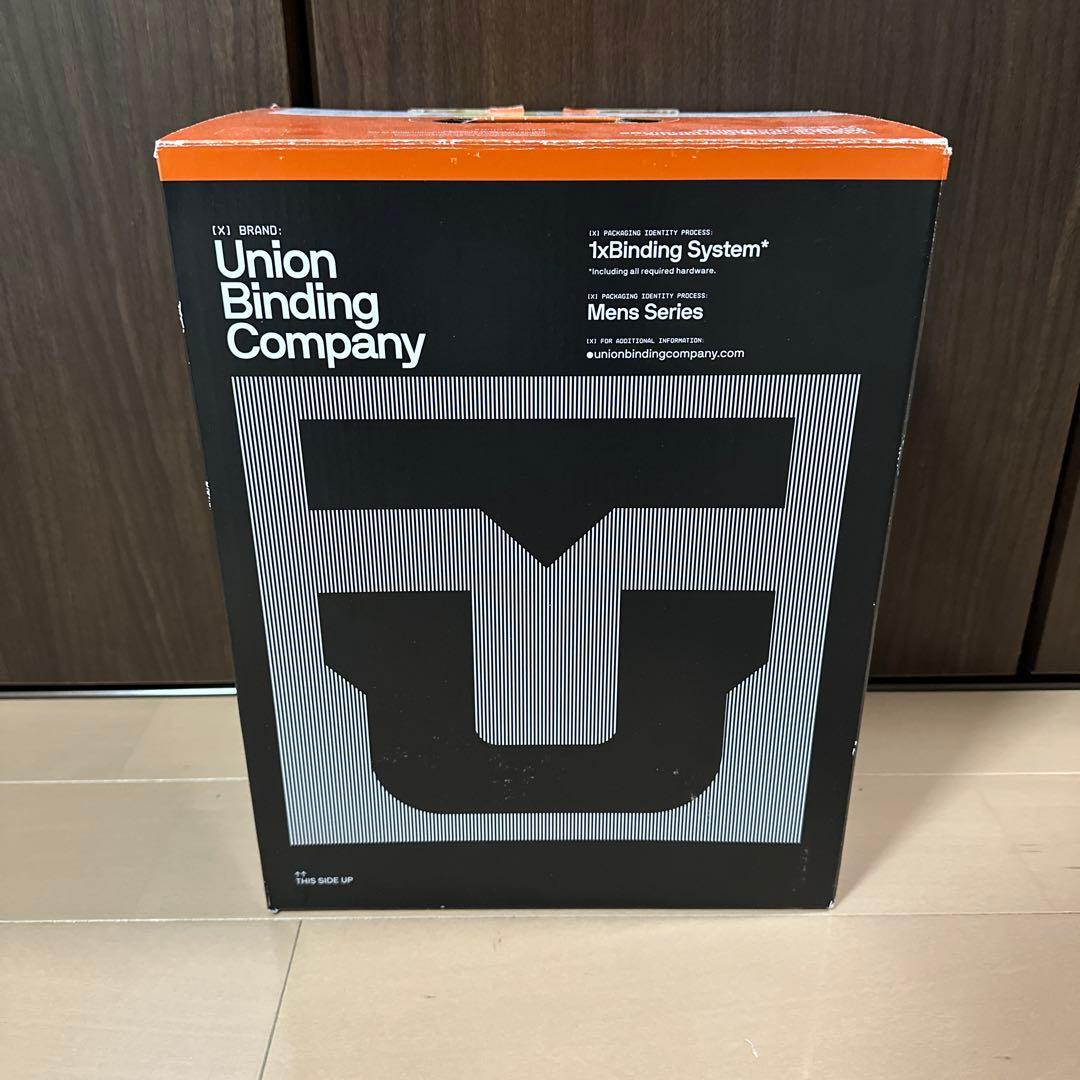 [X] BRAND:
Union
Binding
Company
[X] PACKAGING IDENTITY PROCESS:
1xBinding System*
*Including all required hardware.
[X] PACKAGING IDENTITY PROCESS:
Mens Series
[X] FOR ADDITIONAL INFORMATION:
●unionbindingcompany.com
↑↑
THIS SIDE UP